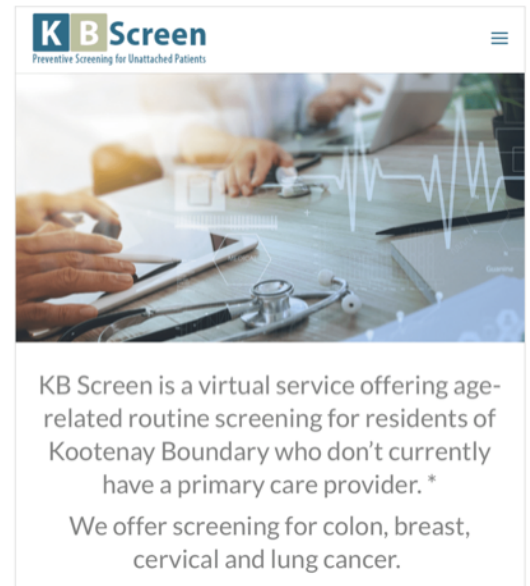 KB Screen
Preventive Screening for Unattached Patients
KB Screen is a virtual service offering age-
related routine screening for residents of
Kootenay Boundary who don't currently
have a primary care provider. *
We offer screening for colon, breast,
cervical and lung cancer.